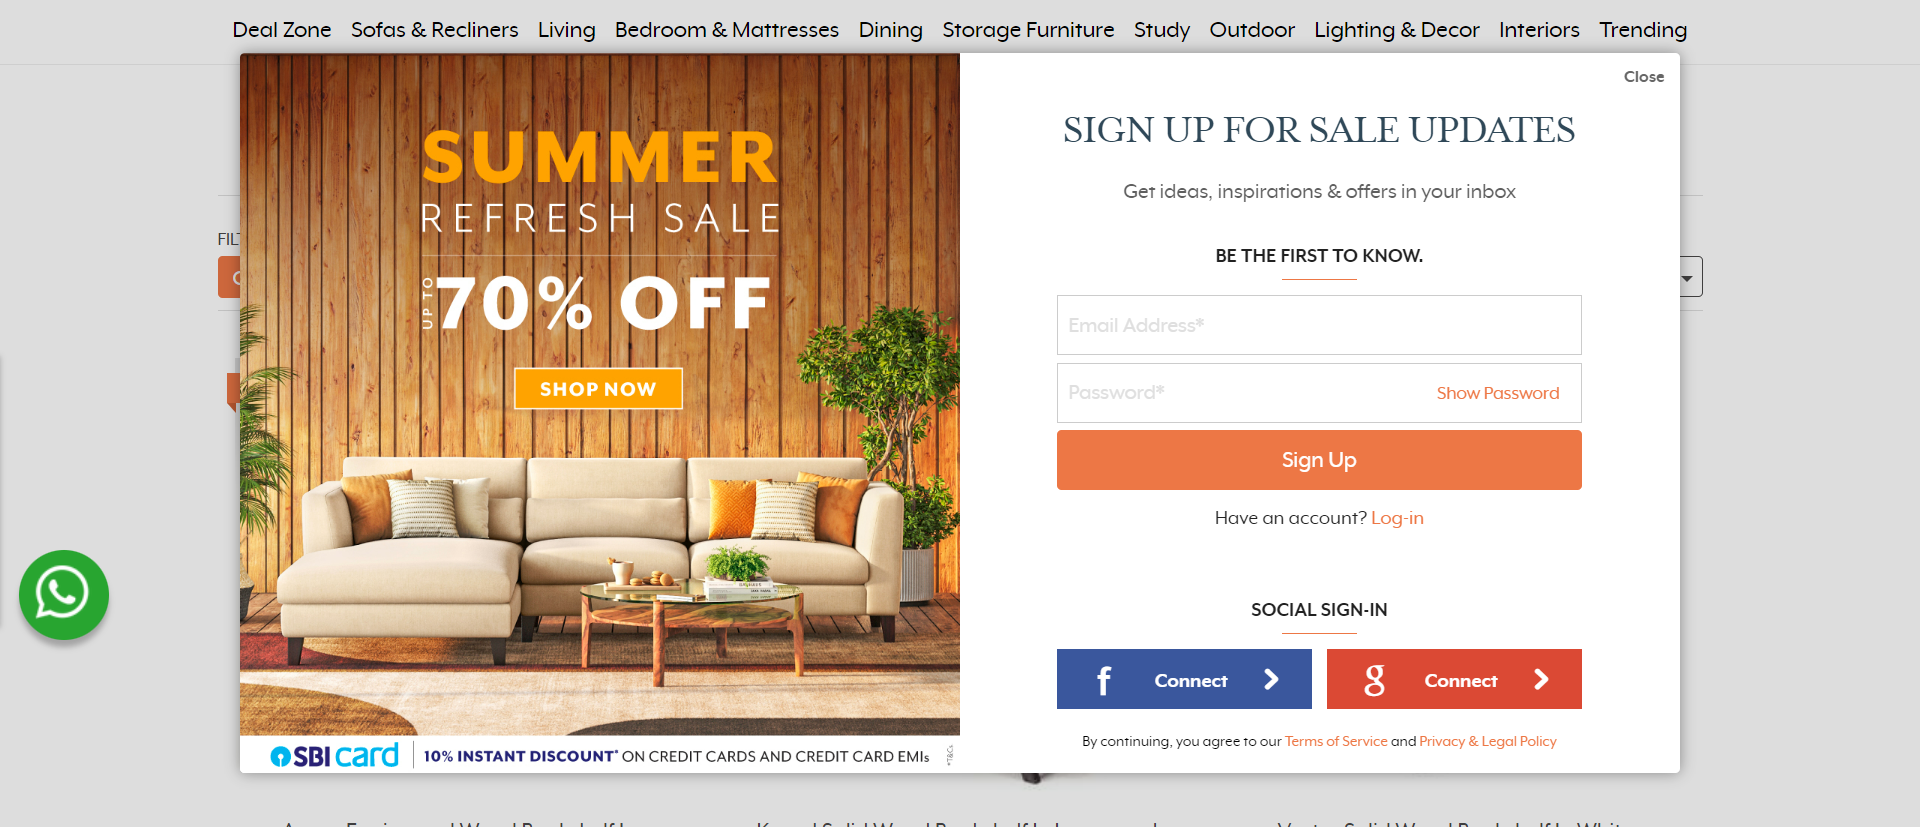 Deal Zone Sofas & Recliners Living Bedroom & Mattresses Dining Storage Furniture Study Outdoor Lighting & Decor Interiors Trending
SUMMER
REFRESH SALE
UP TO 70% OFF
SHOP NOW
SBI card 10% INSTANT DISCOUNT* ON CREDIT CARDS AND CREDIT CARD EMIs *T&Cs
Close
SIGN UP FOR SALE UPDATES
Get ideas, inspirations & offers in your inbox
BE THE FIRST TO KNOW.
Email Address*
Password* Show Password
Sign Up
Have an account? Log-in
SOCIAL SIGN-IN
f Connect g Connect
By continuing, you agree to our Terms of Service and Privacy & Legal Policy